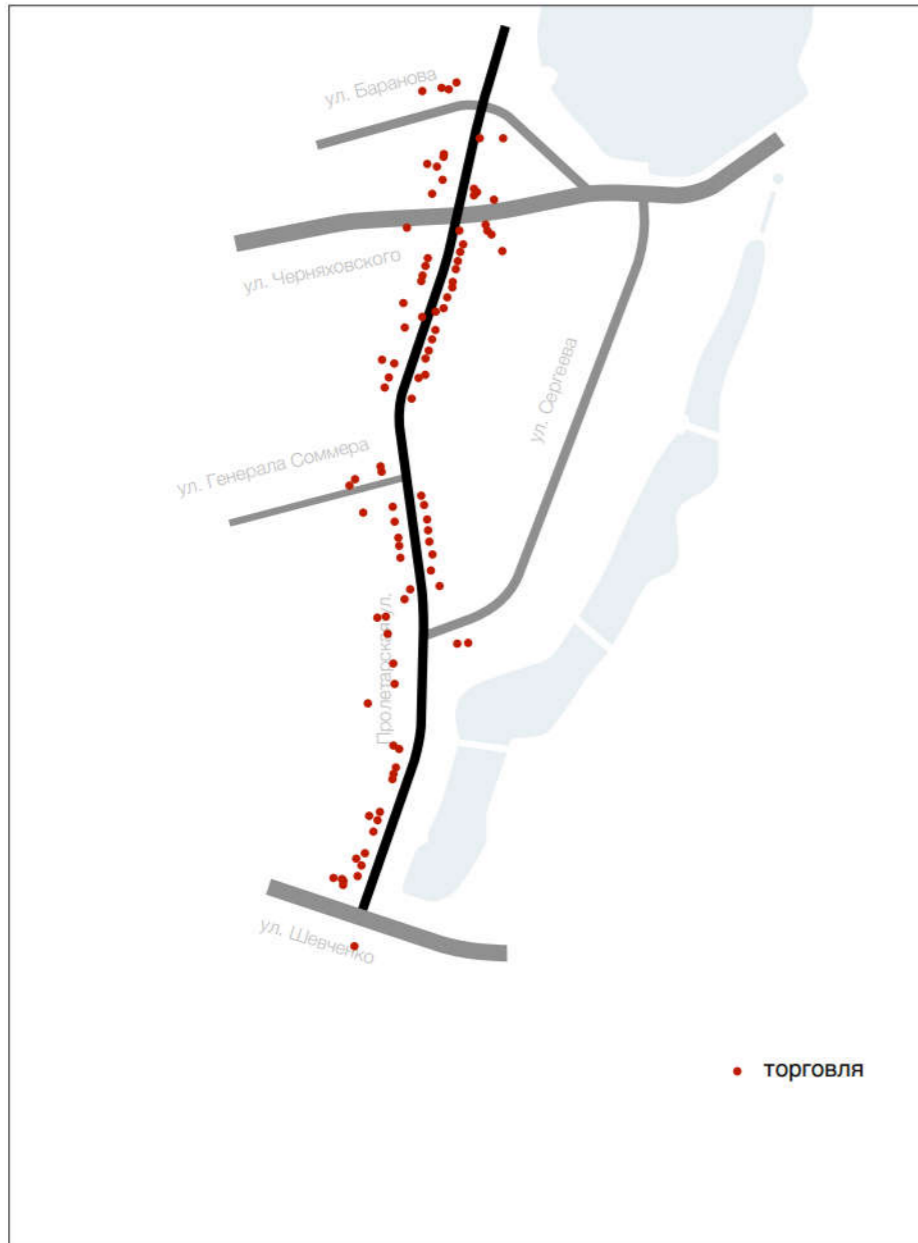 ул. Баранова
ул. Черняховского
ул. Сергеева
ул. Генерала Соммера
Пролетарская ул.
ул. Шевченко
торговля